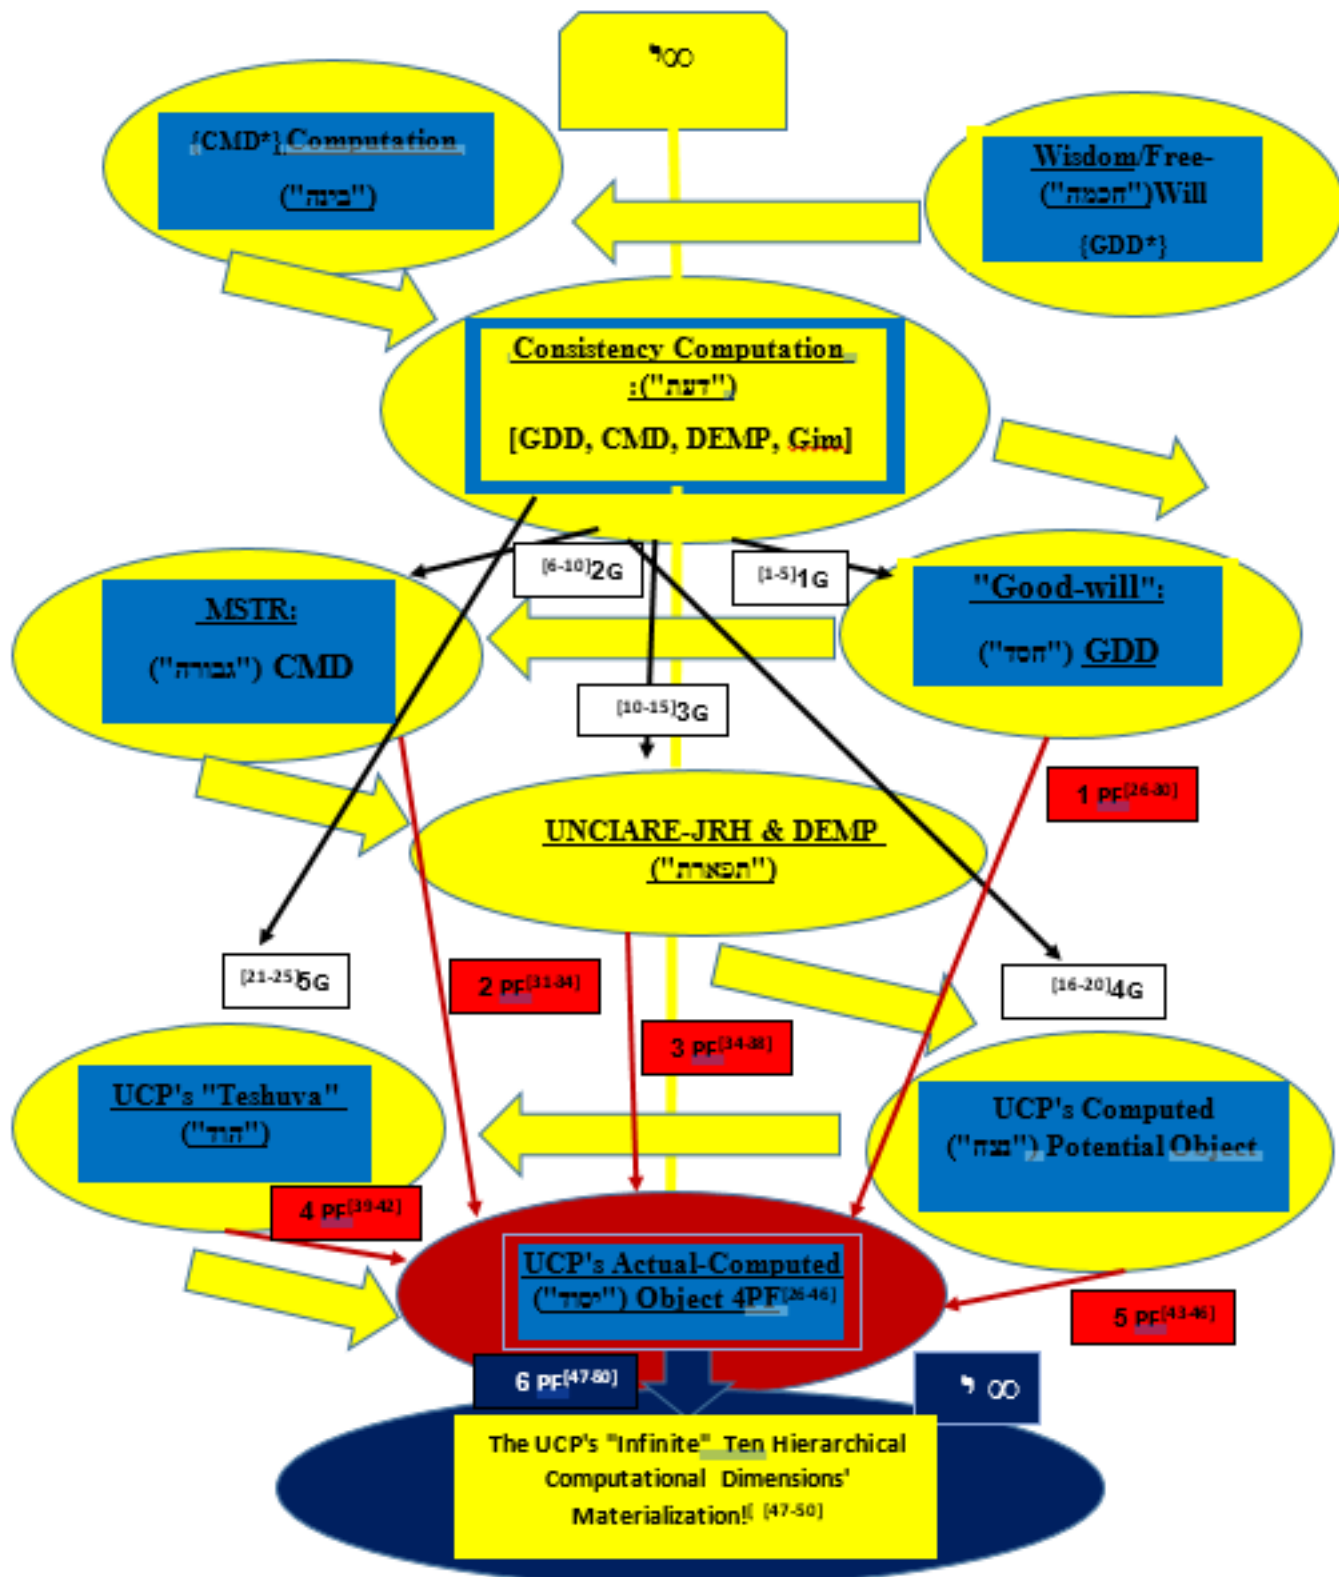 י∞
{CMD*} Computation
("בינה")
Wisdom/Free-
("חכמה")Will
{GDD*}
Consistency Computation
:("דעת")
[GDD, CMD, DEMP, Gim]
[6-10]2G
[1-5]1G
MSTR:
("גבורה") CMD
"Good-will":
("חסד") GDD
[10-15]3G
1 PF[26-30]
UNCIARE-JRH & DEMP
("תפארת")
[21-25]5G
2 PF[31-34]
[16-20]4G
3 PF[34-38]
UCP's "Teshuva"
("הוד")
UCP's Computed
("נצח") Potential Object
4 PF[39-42]
UCP's Actual-Computed
("יסוד") Object 4PF[26-46]
5 PF[43-46]
6 PF[47-50]
י ∞
The UCP's "Infinite" Ten Hierarchical
Computational Dimensions'
Materialization![ [47-50]